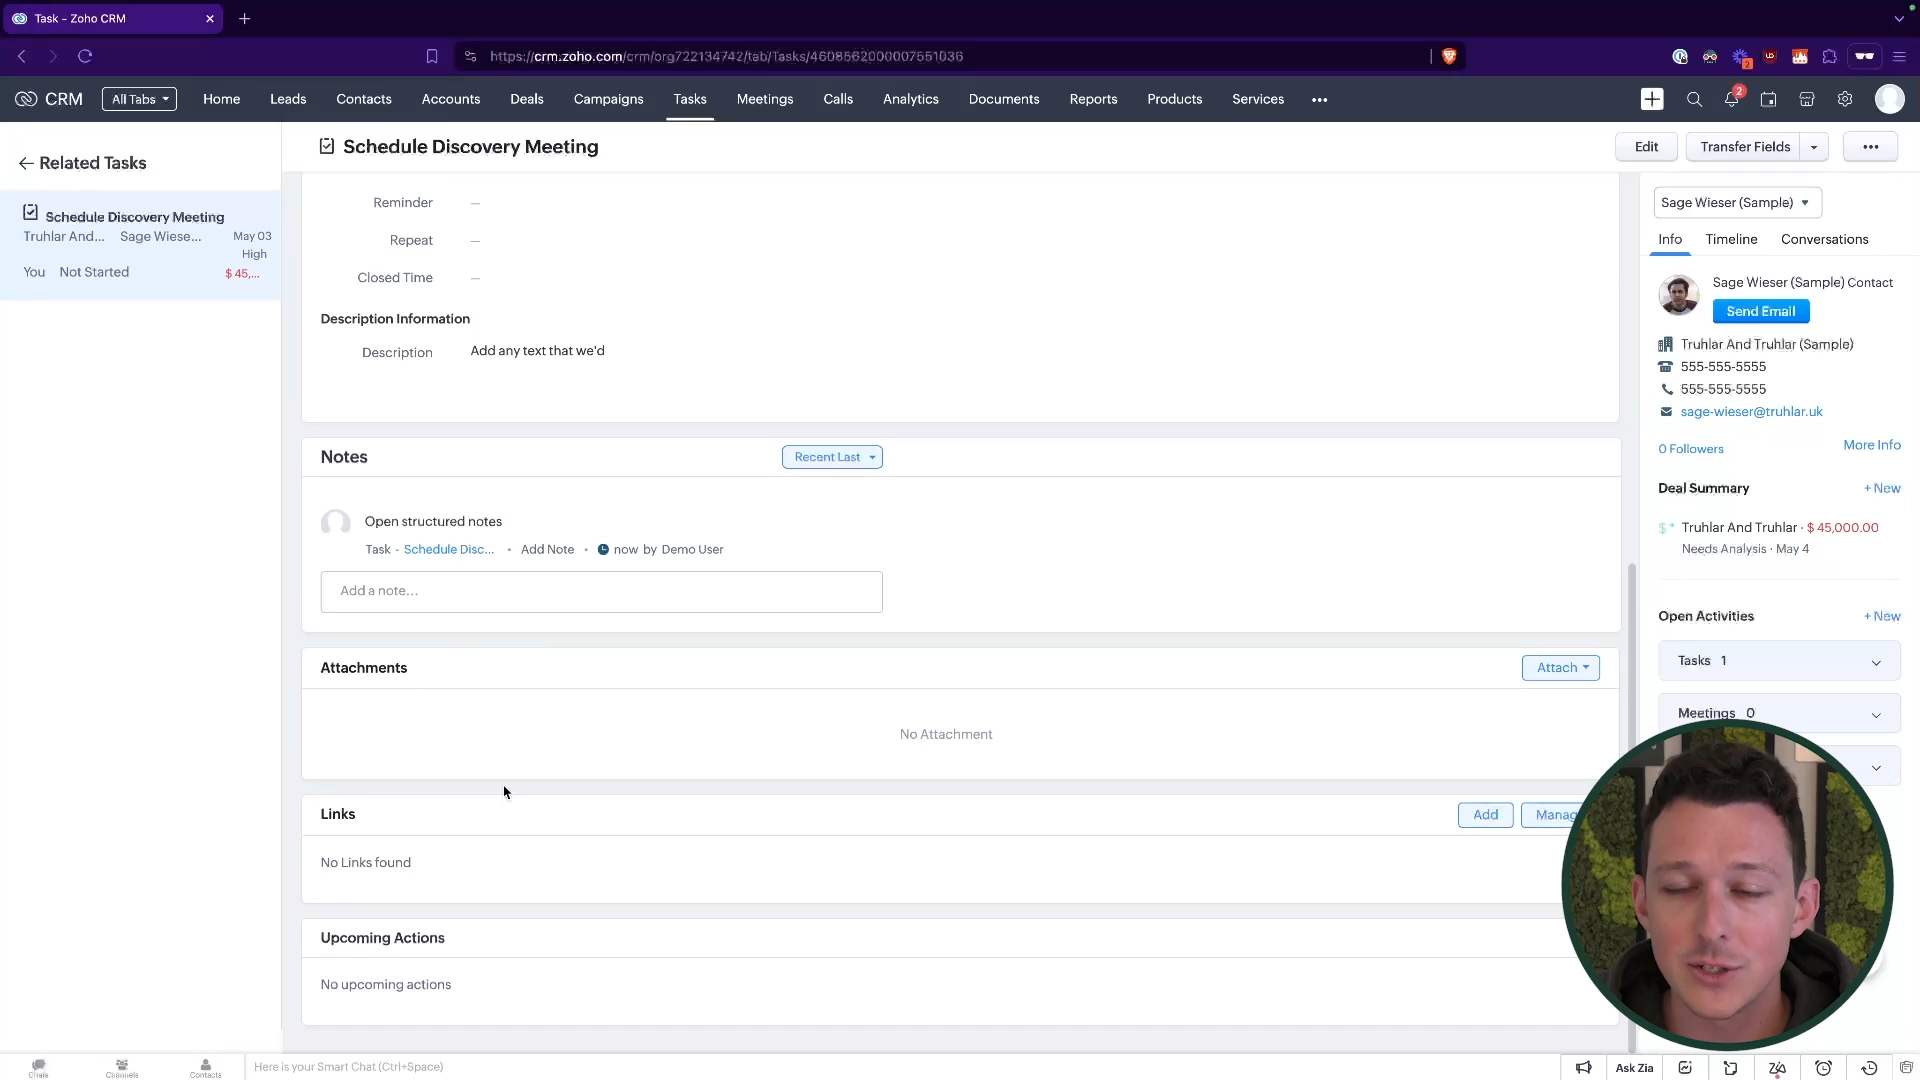 Task - Zoho CRM
https://crm.zoho.com/crm/org722134742/tab/Tasks/4608562000007551036
CRM
All Tabs
Home
Leads
Contacts
Accounts
Deals
Campaigns
Tasks
Meetings
Calls
Analytics
Documents
Reports
Products
Services
2
2
Related Tasks
Schedule Discovery Meeting
Truhlar And... Sage Wiese... May 03
High
You Not Started $ 45,...
Schedule Discovery Meeting
Edit
Transfer Fields
Reminder —
Repeat —
Closed Time —
Description Information
Description Add any text that we'd
Notes
Recent Last
Open structured notes
Task - Schedule Disc... • Add Note • now by Demo User
Add a note...
Attachments
Attach
No Attachment
Links
Add
Manag
No Links found
Upcoming Actions
No upcoming actions
Sage Wieser (Sample)
Info
Timeline
Conversations
Sage Wieser (Sample) Contact
Send Email
Truhlar And Truhlar (Sample)
555-555-5555
555-555-5555
sage-wieser@truhlar.uk
0 Followers
More Info
Deal Summary
+ New
Truhlar And Truhlar · $ 45,000.00
Needs Analysis · May 4
Open Activities
+ New
Tasks 1
Meetings 0
Chats
Channels
Contacts
Here is your Smart Chat (Ctrl+Space)
Ask Zia